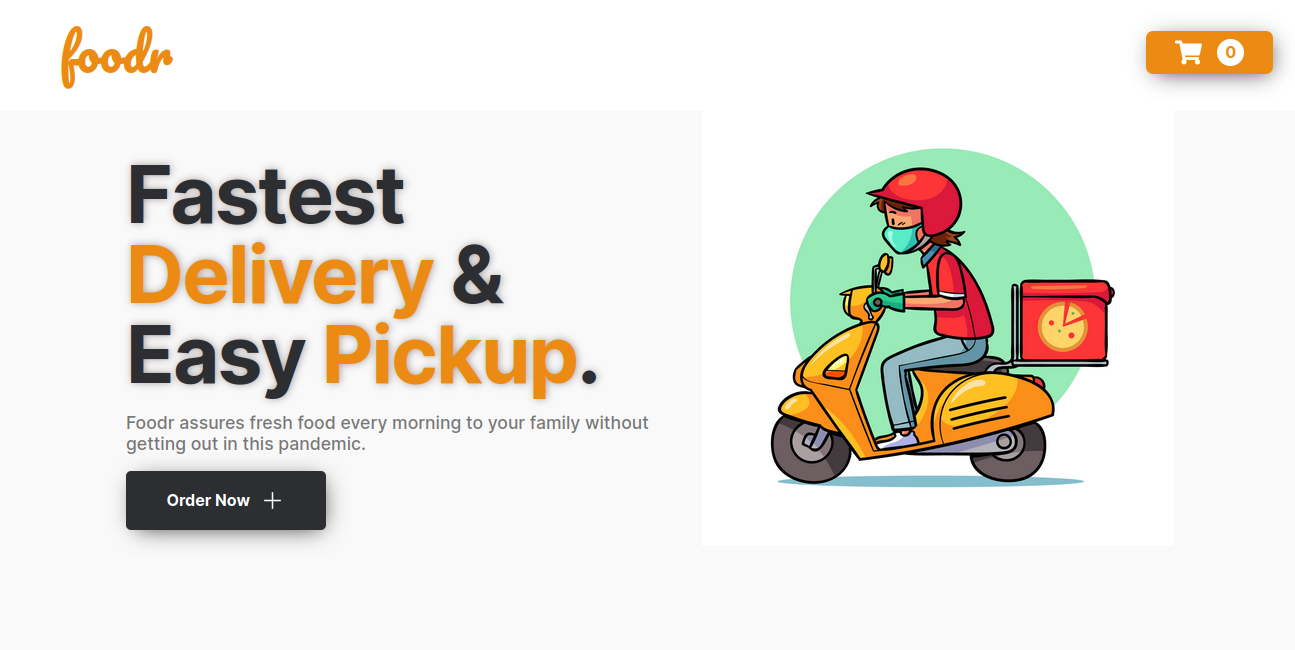 foodr
0
Fastest
Delivery &
Easy Pickup.
Foodr assures fresh food every morning to your family without
getting out in this pandemic.
Order Now